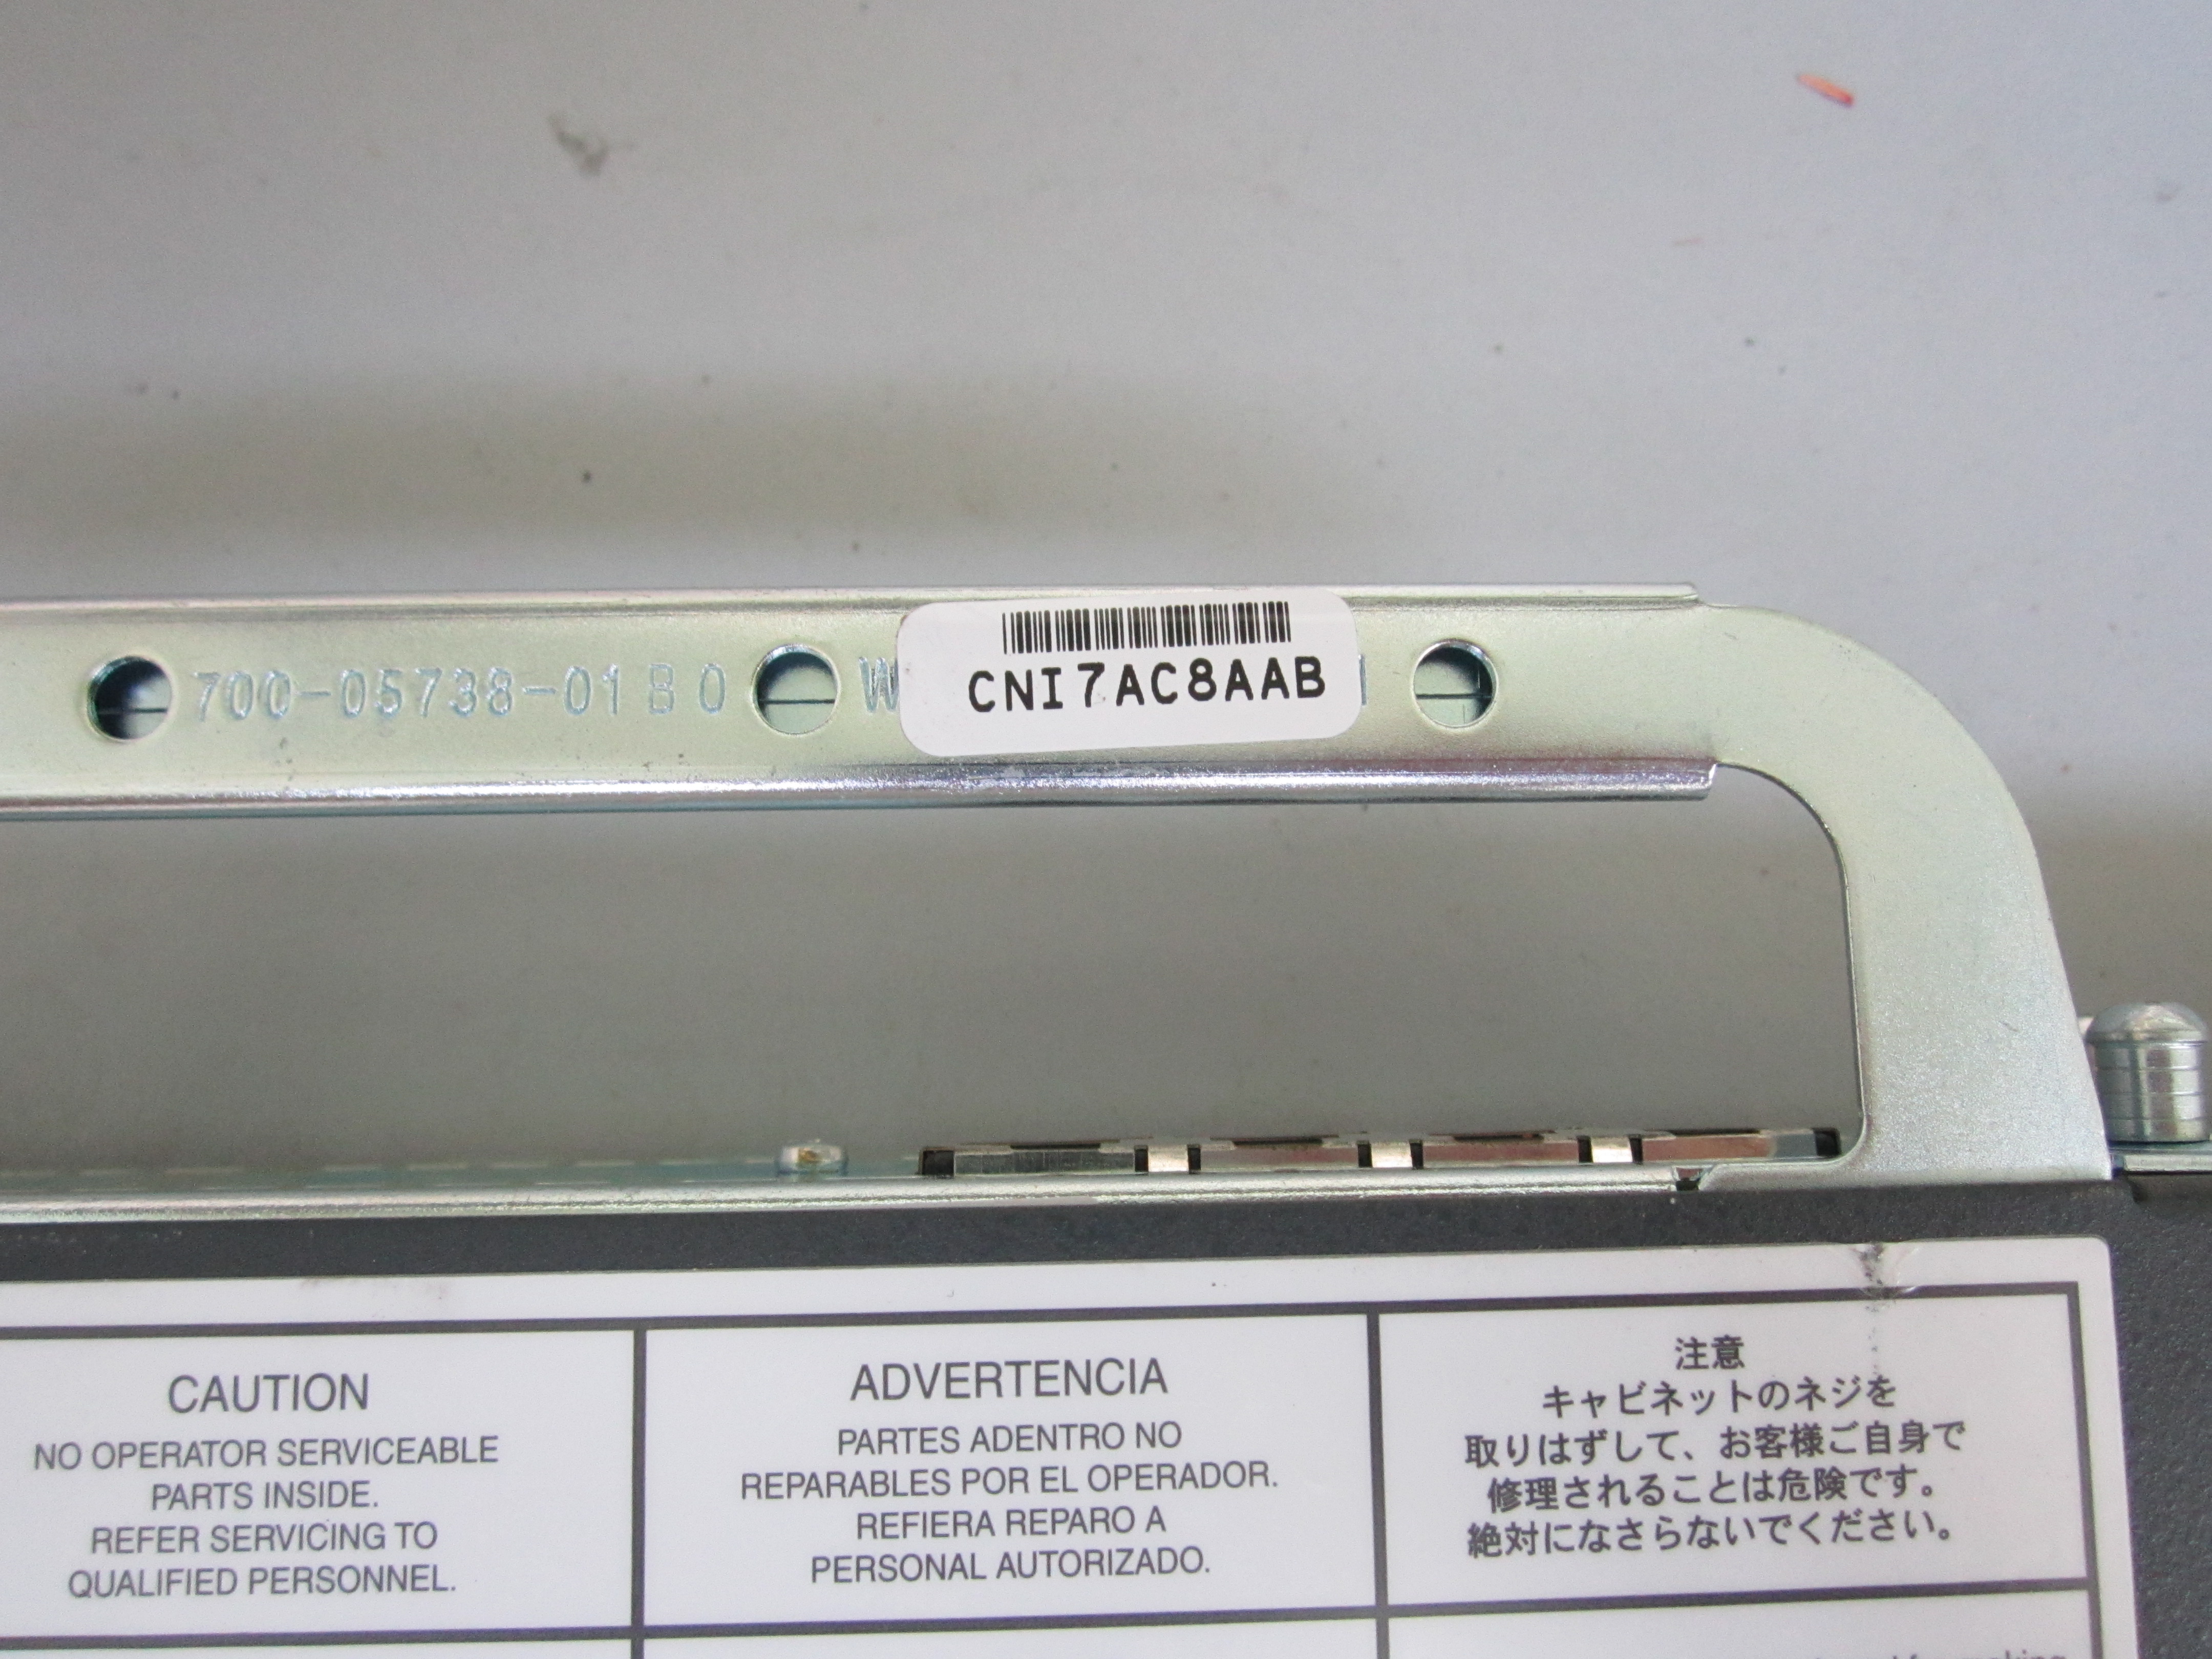 700-05738-01 B0 W
CNI7AC8AAB
CAUTION
NO OPERATOR SERVICEABLE
PARTS INSIDE.
REFER SERVICING TO
QUALIFIED PERSONNEL.
ADVERTENCIA
PARTES ADENTRO NO
REPARABLES POR EL OPERADOR.
REFIERA REPARO A
PERSONAL AUTORIZADO.
注意
キャビネットのネジを
取りはずして、お客様ご自身で
修理されることは危険です。
絶対になさらないでください。